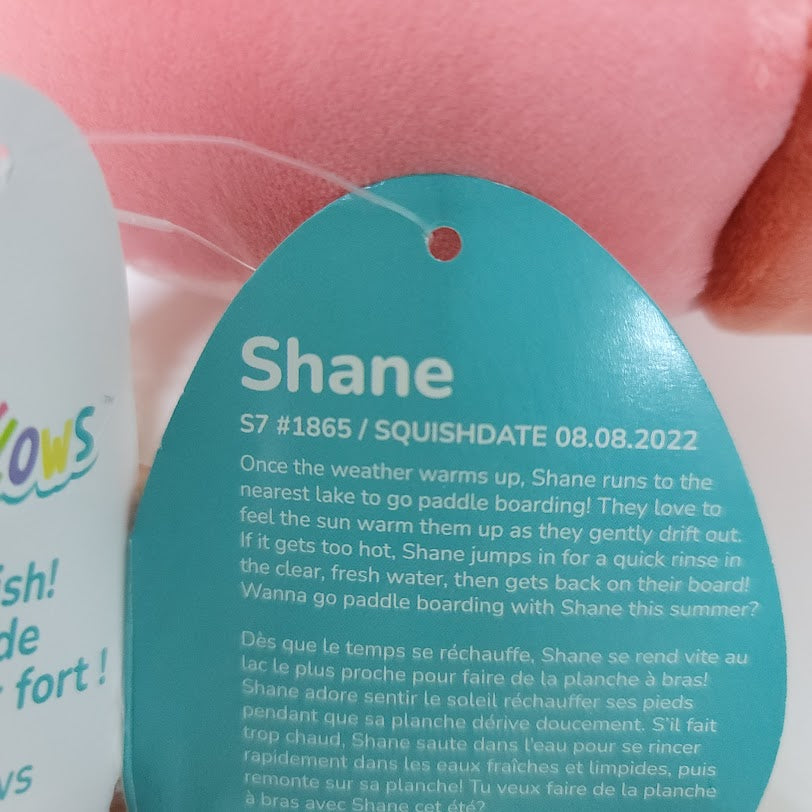 LOWS™
ish!
de
r fort !
ws
Shane
S7 #1865 / SQUISHDATE 08.08.2022
Once the weather warms up, Shane runs to the
nearest lake to go paddle boarding! They love to
feel the sun warm them up as they gently drift out.
If it gets too hot, Shane jumps in for a quick rinse in
the clear, fresh water, then gets back on their board!
Wanna go paddle boarding with Shane this summer?
Dès que le temps se réchauffe, Shane se rend vite au
lac le plus proche pour faire de la planche à bras!
Shane adore sentir le soleil réchauffer ses pieds
pendant que sa planche dérive doucement. S'il fait
trop chaud, Shane saute dans l'eau pour se rincer
rapidement dans les eaux fraîches et limpides, puis
remonte sur sa planche! Tu veux faire de la planche
à bras avec Shane cet été?